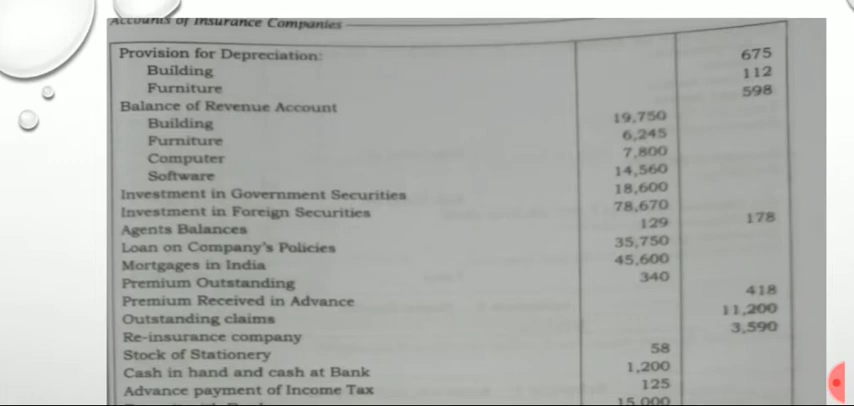 Accounts of Insurance Companies
Provision for Depreciation:
Building 675
Furniture 112
Balance of Revenue Account 598
Building 19,750
Furniture 6,245
Computer 7,800
Software 14,560
Investment in Government Securities 18,600
Investment in Foreign Securities 78,670
Agents Balances 129 178
Loan on Company's Policies 35,750
Mortgages in India 45,600
Premium Outstanding 340
Premium Received in Advance 418
Outstanding claims 11,200
Re-insurance company 3,590
Stock of Stationery 58
Cash in hand and cash at Bank 1,200
Advance payment of Income Tax 125
15,000